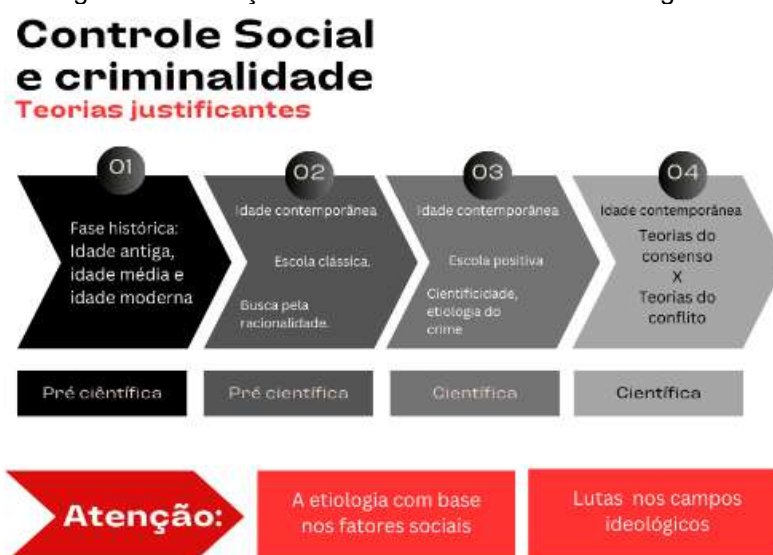 Controle Social
e criminalidade
Teorias justificantes
01
Fase histórica:
Idade antiga,
idade média e
idade moderna
Pré ciêntífica
02
Idade contemporânea
Escola clássica.
Busca pela
racionalidade.
Pré científica
03
Idade contemporânea
Escola positiva
Cientificidade,
etiologia do
crime
Científica
04
Idade contemporânea
Teorias do
consenso
X
Teorias do
conflito
Científica
Atenção:
A etiologia com base
nos fatores sociais
Lutas nos campos
ideológicos